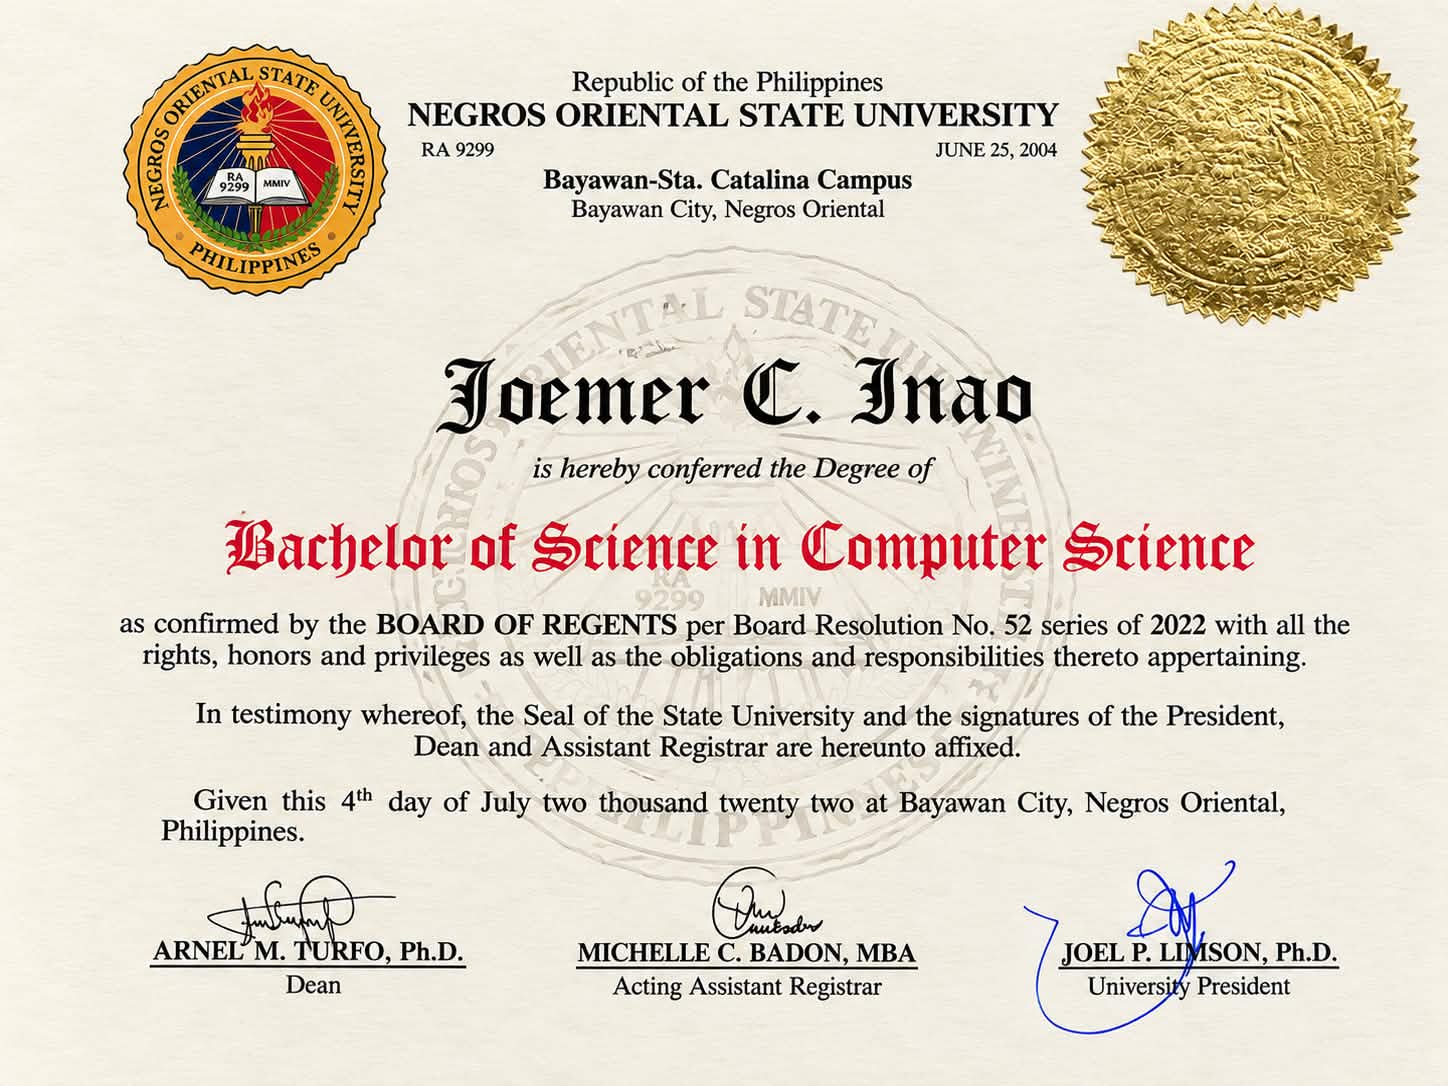 NEGROS ORIENTAL STATE UNIVERSITY
PHILIPPINES
RA
9299
MMIV
Republic of the Philippines
NEGROS ORIENTAL STATE UNIVERSITY
RA 9299 JUNE 25, 2004
Bayawan-Sta. Catalina Campus
Bayawan City, Negros Oriental
Joemer C. Inao
is hereby conferred the Degree of
Bachelor of Science in Computer Science
RA
9299 MMIV
as confirmed by the BOARD OF REGENTS per Board Resolution No. 52 series of 2022 with all the
rights, honors and privileges as well as the obligations and responsibilities thereto appertaining.
In testimony whereof, the Seal of the State University and the signatures of the President,
Dean and Assistant Registrar are hereunto affixed.
Given this 4th day of July two thousand twenty two at Bayawan City, Negros Oriental,
Philippines.
ARNEL M. TURFO, Ph.D.
Dean
MICHELLE C. BADON, MBA
Acting Assistant Registrar
JOEL P. LIMSON, Ph.D.
University President